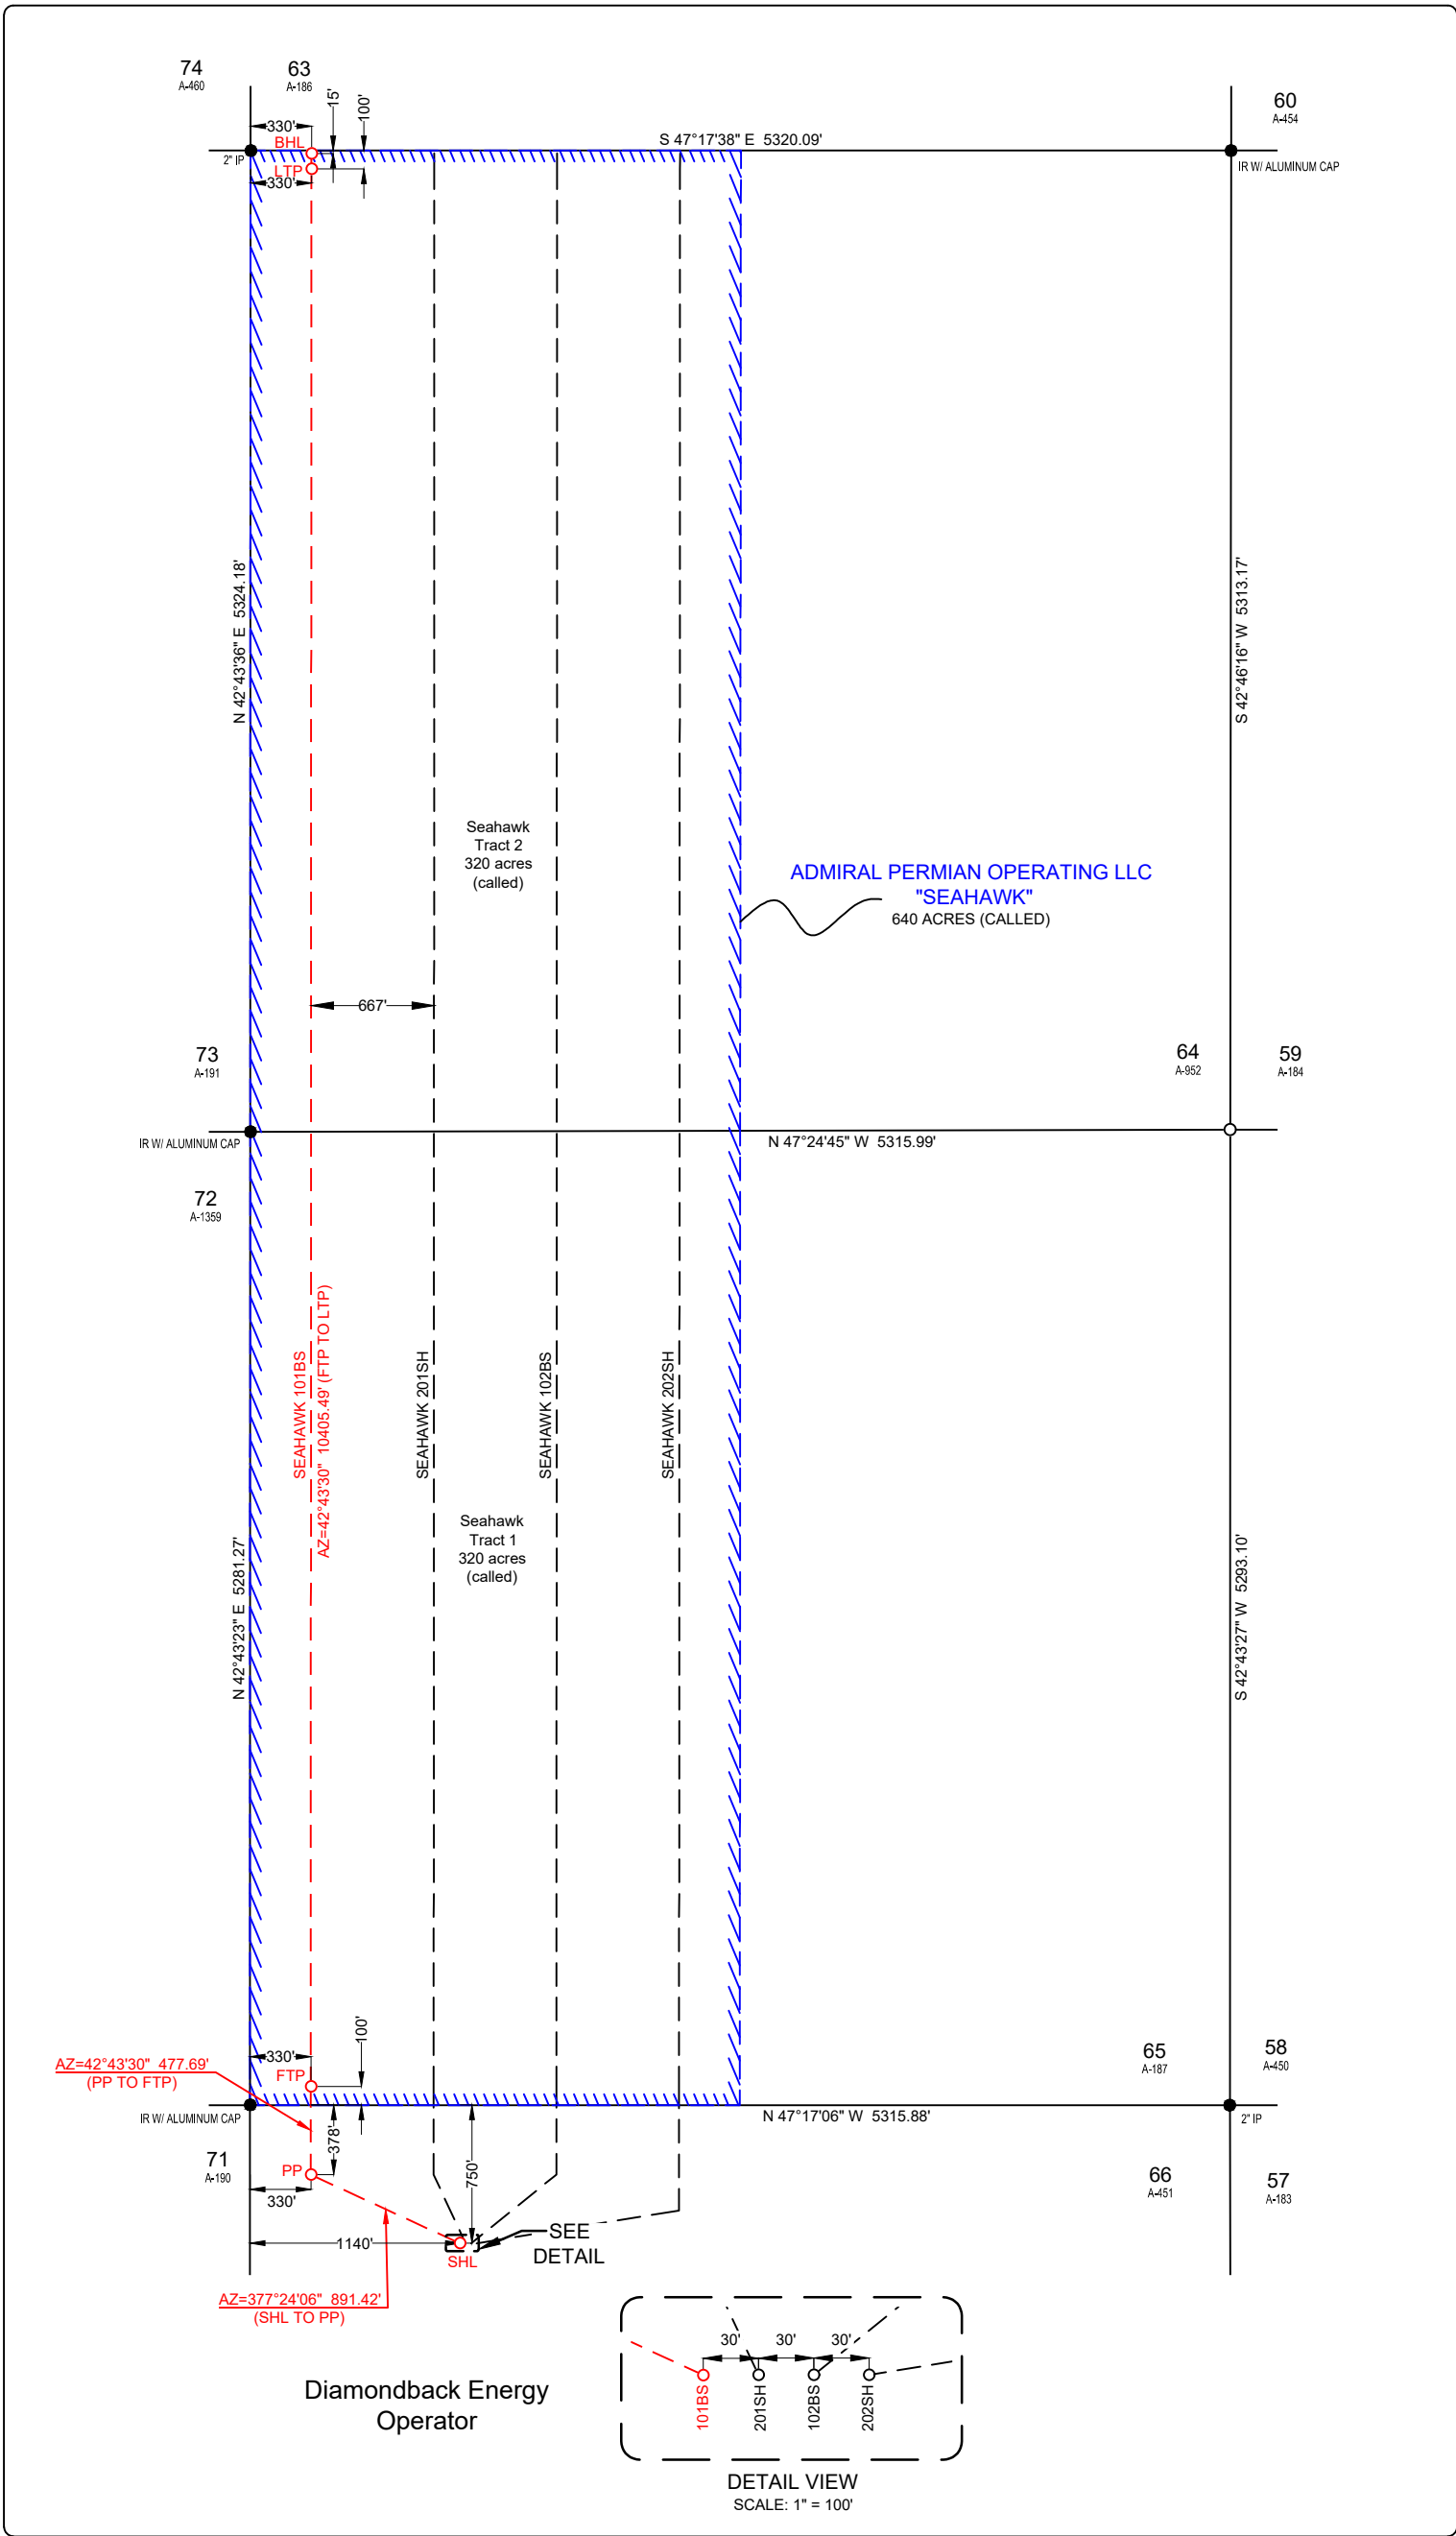 74
A-460
63
A-186
15'
100'
60
A-454
330'
BHL
S 47°17'38" E 5320.09'
2" IP
LTP
330'
IR W/ ALUMINUM CAP
N 42°43'36" E 5324.18'
S 42°46'16" W 5313.17'
Seahawk
Tract 2
320 acres
(called)
ADMIRAL PERMIAN OPERATING LLC
"SEAHAWK"
640 ACRES (CALLED)
667'
73
A-191
64
A-952
59
A-184
IR W/ ALUMINUM CAP
N 47°24'45" W 5315.99'
72
A-1359
SEAHAWK 101BS
AZ=42°43'30" 10405.49' (FTP TO LTP)
SEAHAWK 201SH
SEAHAWK 102BS
SEAHAWK 202SH
Seahawk
Tract 1
320 acres
(called)
N 42°43'23" E 5281.27'
S 42°43'27" W 5293.10'
100'
330'
FTP
AZ=42°43'30" 477.69'
(PP TO FTP)
65
A-187
58
A-450
IR W/ ALUMINUM CAP
N 47°17'06" W 5315.88'
2" IP
378'
71
A-190
PP
330'
750'
66
A-451
57
A-183
1140'
SHL
SEE
DETAIL
AZ=377°24'06" 891.42'
(SHL TO PP)
30'
30'
30'
101BS
201SH
102BS
202SH
Diamondback Energy
Operator
DETAIL VIEW
SCALE: 1" = 100'